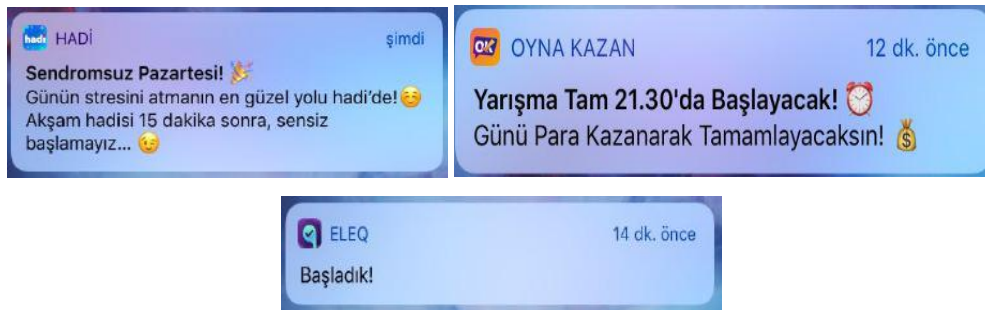 hadi HADİ şimdi
Sendromsuz Pazartesi! 🎉
Günün stresini atmanın en güzel yolu hadi’de! ☺️
Akşam hadisi 15 dakika sonra, sensiz
başlamayız... 😉
OK OYNA KAZAN 12 dk. önce
Yarışma Tam 21.30'da Başlayacak! ⏰
Günü Para Kazanarak Tamamlayacaksın! 💰
ELEQ 14 dk. önce
Başladık!